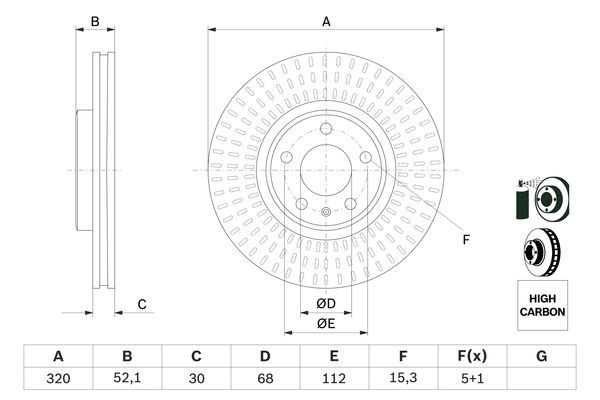 B
A
F
C
ØD
ØE
HIGH
CARBON
A B C D E F F(x) G
320 52,1 30 68 112 15,3 5+1